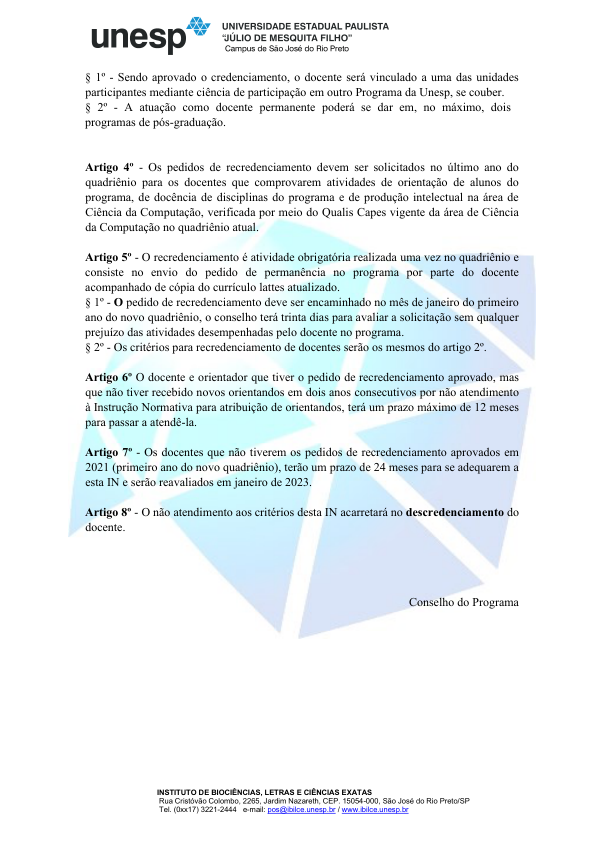 unesp
UNIVERSIDADE ESTADUAL PAULISTA
“JÚLIO DE MESQUITA FILHO”
Campus de São José do Rio Preto
§ 1º - Sendo aprovado o credenciamento, o docente será vinculado a uma das unidades
participantes mediante ciência de participação em outro Programa da Unesp, se couber.
§ 2º - A atuação como docente permanente poderá se dar em, no máximo, dois
programas de pós-graduação.
Artigo 4º - Os pedidos de recredenciamento devem ser solicitados no último ano do
quadriênio para os docentes que comprovarem atividades de orientação de alunos do
programa, de docência de disciplinas do programa e de produção intelectual na área de
Ciência da Computação, verificada por meio do Qualis Capes vigente da área de Ciência
da Computação no quadriênio atual.
Artigo 5º - O recredenciamento é atividade obrigatória realizada uma vez no quadriênio e
consiste no envio do pedido de permanência no programa por parte do docente
acompanhado de cópia do currículo lattes atualizado.
§ 1º - O pedido de recredenciamento deve ser encaminhado no mês de janeiro do primeiro
ano do novo quadriênio, o conselho terá trinta dias para avaliar a solicitação sem qualquer
prejuízo das atividades desempenhadas pelo docente no programa.
§ 2º - Os critérios para recredenciamento de docentes serão os mesmos do artigo 2º.
Artigo 6º O docente e orientador que tiver o pedido de recredenciamento aprovado, mas
que não tiver recebido novos orientandos em dois anos consecutivos por não atendimento
à Instrução Normativa para atribuição de orientandos, terá um prazo máximo de 12 meses
para passar a atendê-la.
Artigo 7º - Os docentes que não tiverem os pedidos de recredenciamento aprovados em
2021 (primeiro ano do novo quadriênio), terão um prazo de 24 meses para se adequarem a
esta IN e serão reavaliados em janeiro de 2023.
Artigo 8º - O não atendimento aos critérios desta IN acarretará no descredenciamento do
docente.
Conselho do Programa
INSTITUTO DE BIOCIÊNCIAS, LETRAS E CIÊNCIAS EXATAS
Rua Cristóvão Colombo, 2265, Jardim Nazareth, CEP. 15054-000, São José do Rio Preto/SP
Tel. (0xx17) 3221-2444 e-mail: pos@ibilce.unesp.br / www.ibilce.unesp.br